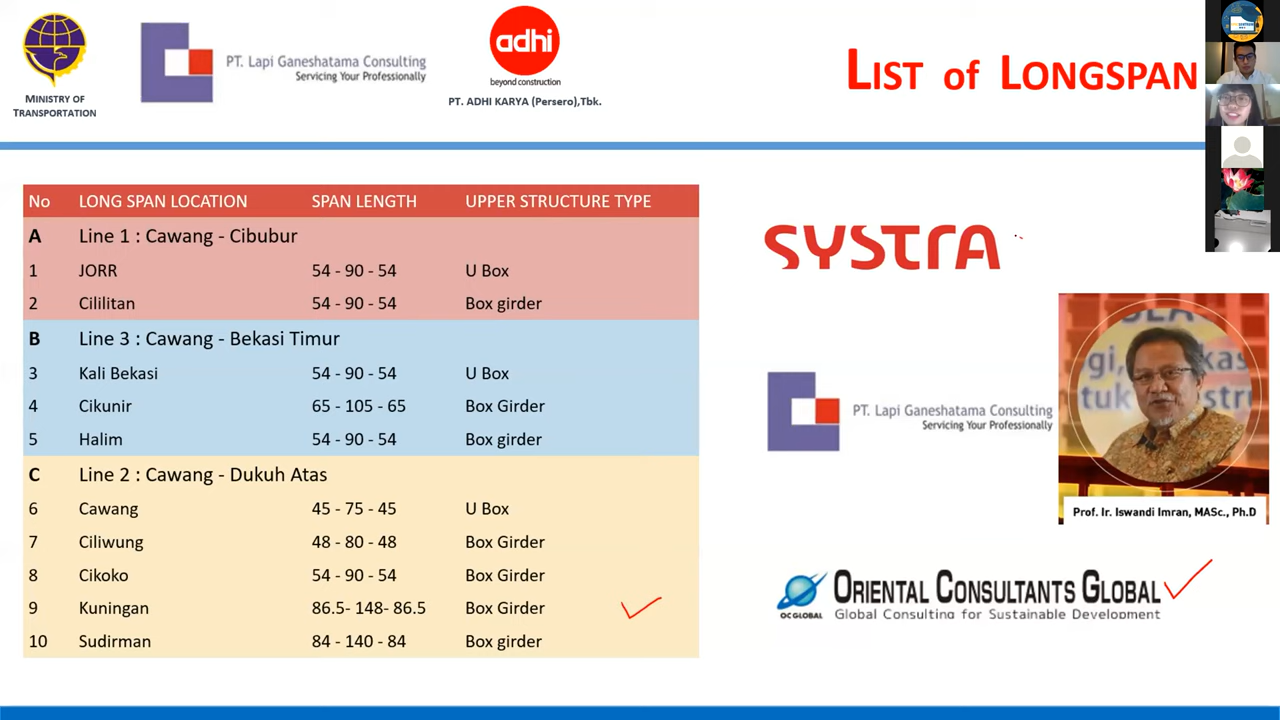 MINISTRY OF
TRANSPORTATION
PT. Lapi Ganeshatama Consulting
Servicing Your Professionally
adhi
beyond construction
PT. ADHI KARYA (Persero),Tbk.
LIST of LONGSPAN
No LONG SPAN LOCATION SPAN LENGTH UPPER STRUCTURE TYPE
A Line 1 : Cawang - Cibubur
1 JORR 54 - 90 - 54 U Box
2 Cililitan 54 - 90 - 54 Box girder
B Line 3 : Cawang - Bekasi Timur
3 Kali Bekasi 54 - 90 - 54 U Box
4 Cikunir 65 - 105 - 65 Box Girder
5 Halim 54 - 90 - 54 Box girder
C Line 2 : Cawang - Dukuh Atas
6 Cawang 45 - 75 - 45 U Box
7 Ciliwung 48 - 80 - 48 Box Girder
8 Cikoko 54 - 90 - 54 Box Girder
9 Kuningan 86.5- 148- 86.5 Box Girder
10 Sudirman 84 - 140 - 84 Box girder
SYSTRA
PT. Lapi Ganeshatama Consulting
Servicing Your Professionally
Prof. Ir. Iswandi Imran, MASc., Ph.D
OC GLOBAL
ORIENTAL CONSULTANTS GLOBAL
Global Consulting for Sustainable Development